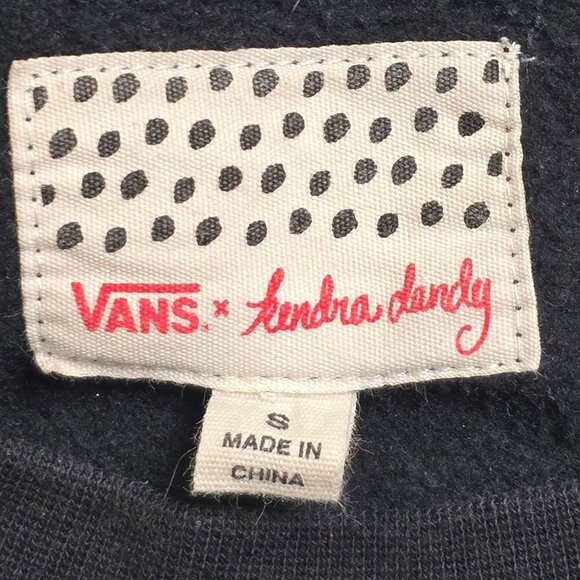 VANS. × kendra dandy
S
MADE IN
CHINA